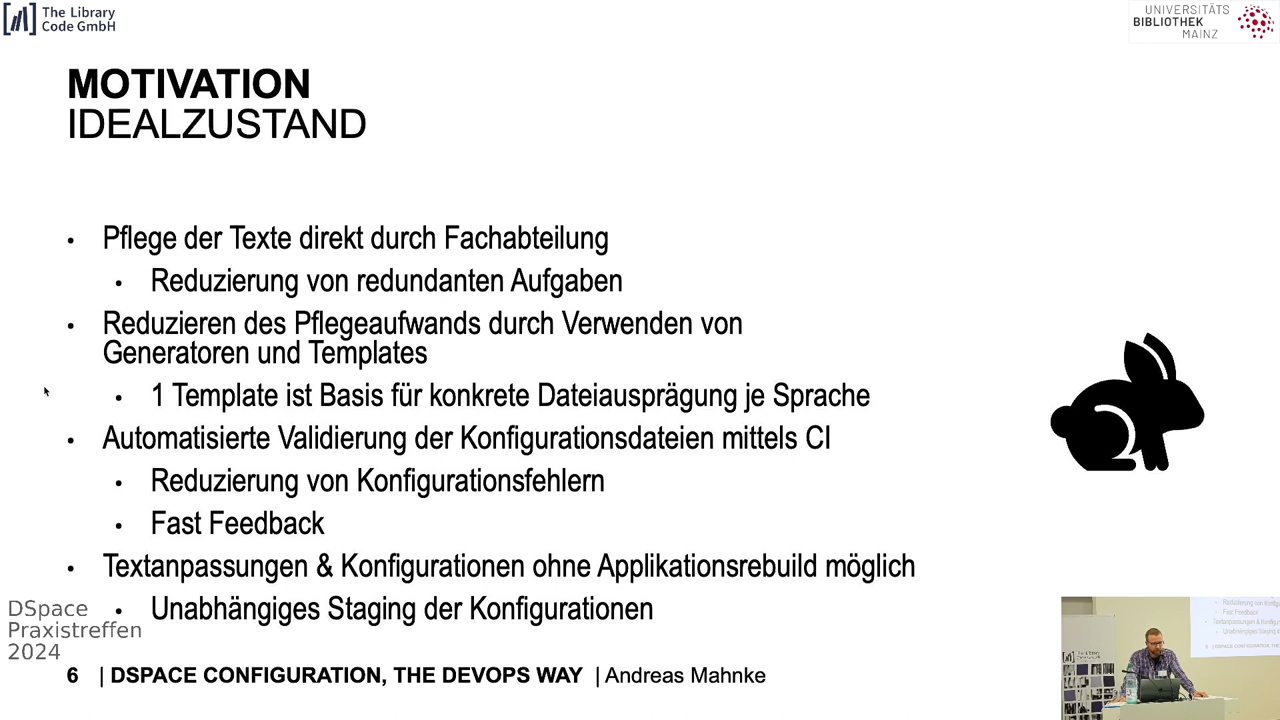 The Library
Code GmbH
UNIVERSITÄTS
BIBLIOTHEK
MAINZ
MOTIVATION
IDEALZUSTAND
• Pflege der Texte direkt durch Fachabteilung
• Reduzierung von redundanten Aufgaben
• Reduzieren des Pflegeaufwands durch Verwenden von
Generatoren und Templates
• 1 Template ist Basis für konkrete Dateiausprägung je Sprache
• Automatisierte Validierung der Konfigurationsdateien mittels CI
• Reduzierung von Konfigurationsfehlern
• Fast Feedback
• Textanpassungen & Konfigurationen ohne Applikationsrebuild möglich
• Unabhängiges Staging der Konfigurationen
DSpace
Praxistreffen
2024
6 | DSPACE CONFIGURATION, THE DEVOPS WAY | Andreas Mahnke